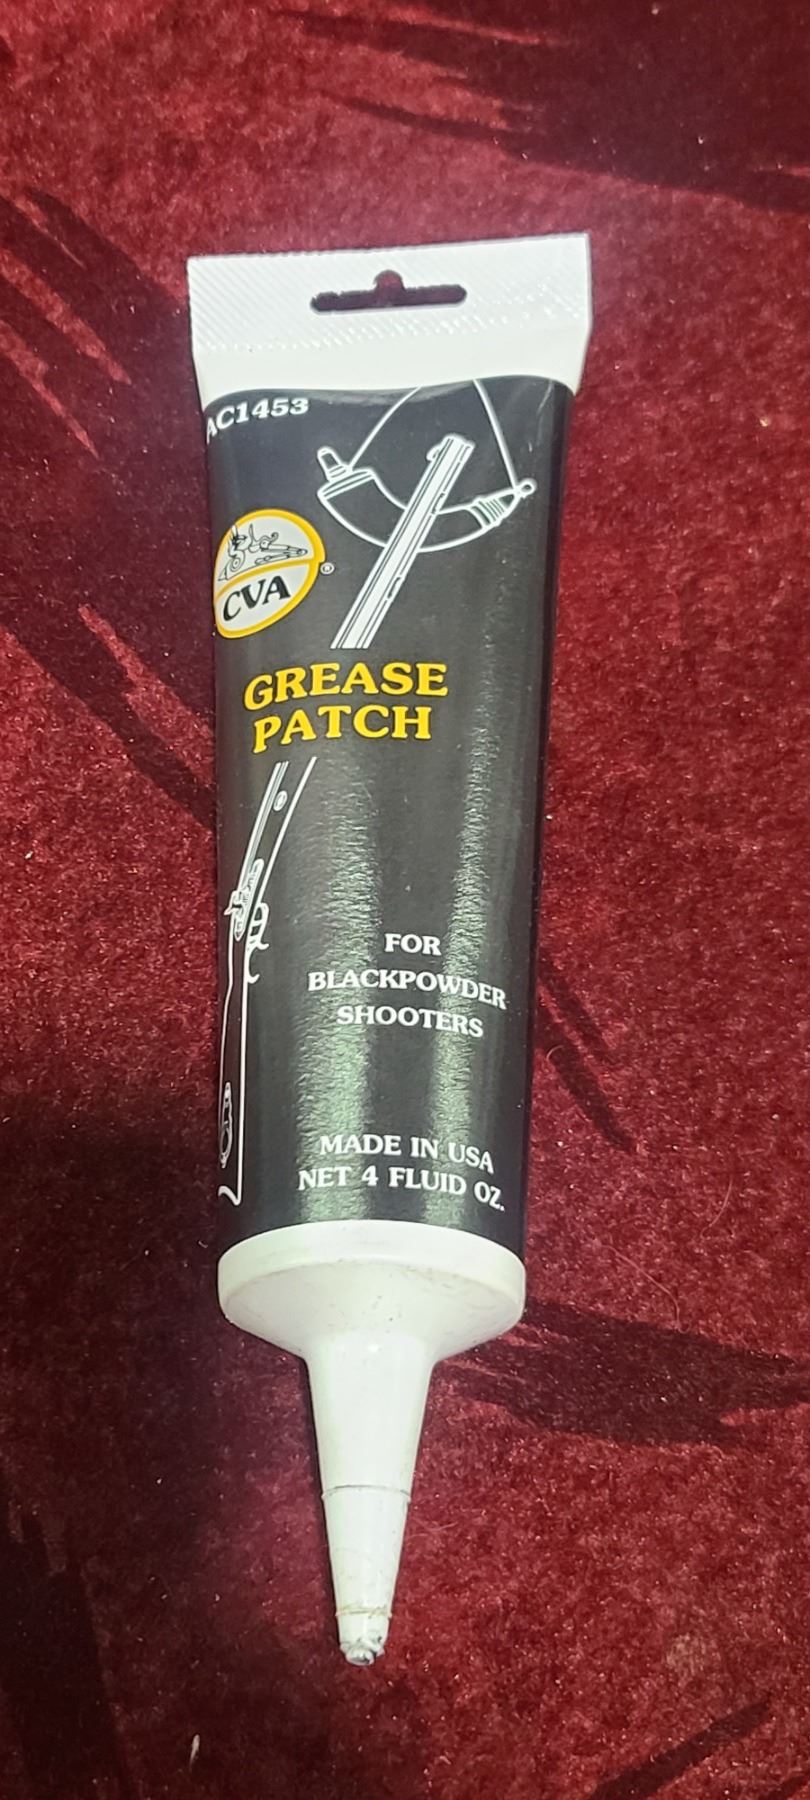 AC1453
CVA®
GREASE
PATCH
FOR
BLACKPOWDER
SHOOTERS
MADE IN USA
NET 4 FLUID OZ.